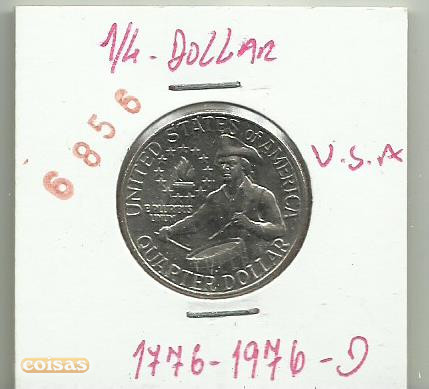 1/4 - DOLLAR
6856
U.S.A
UNITED STATES of AMERICA
E PLURIBUS
UNUM
QUARTER DOLLAR
1776 - 1976 - D
coisas